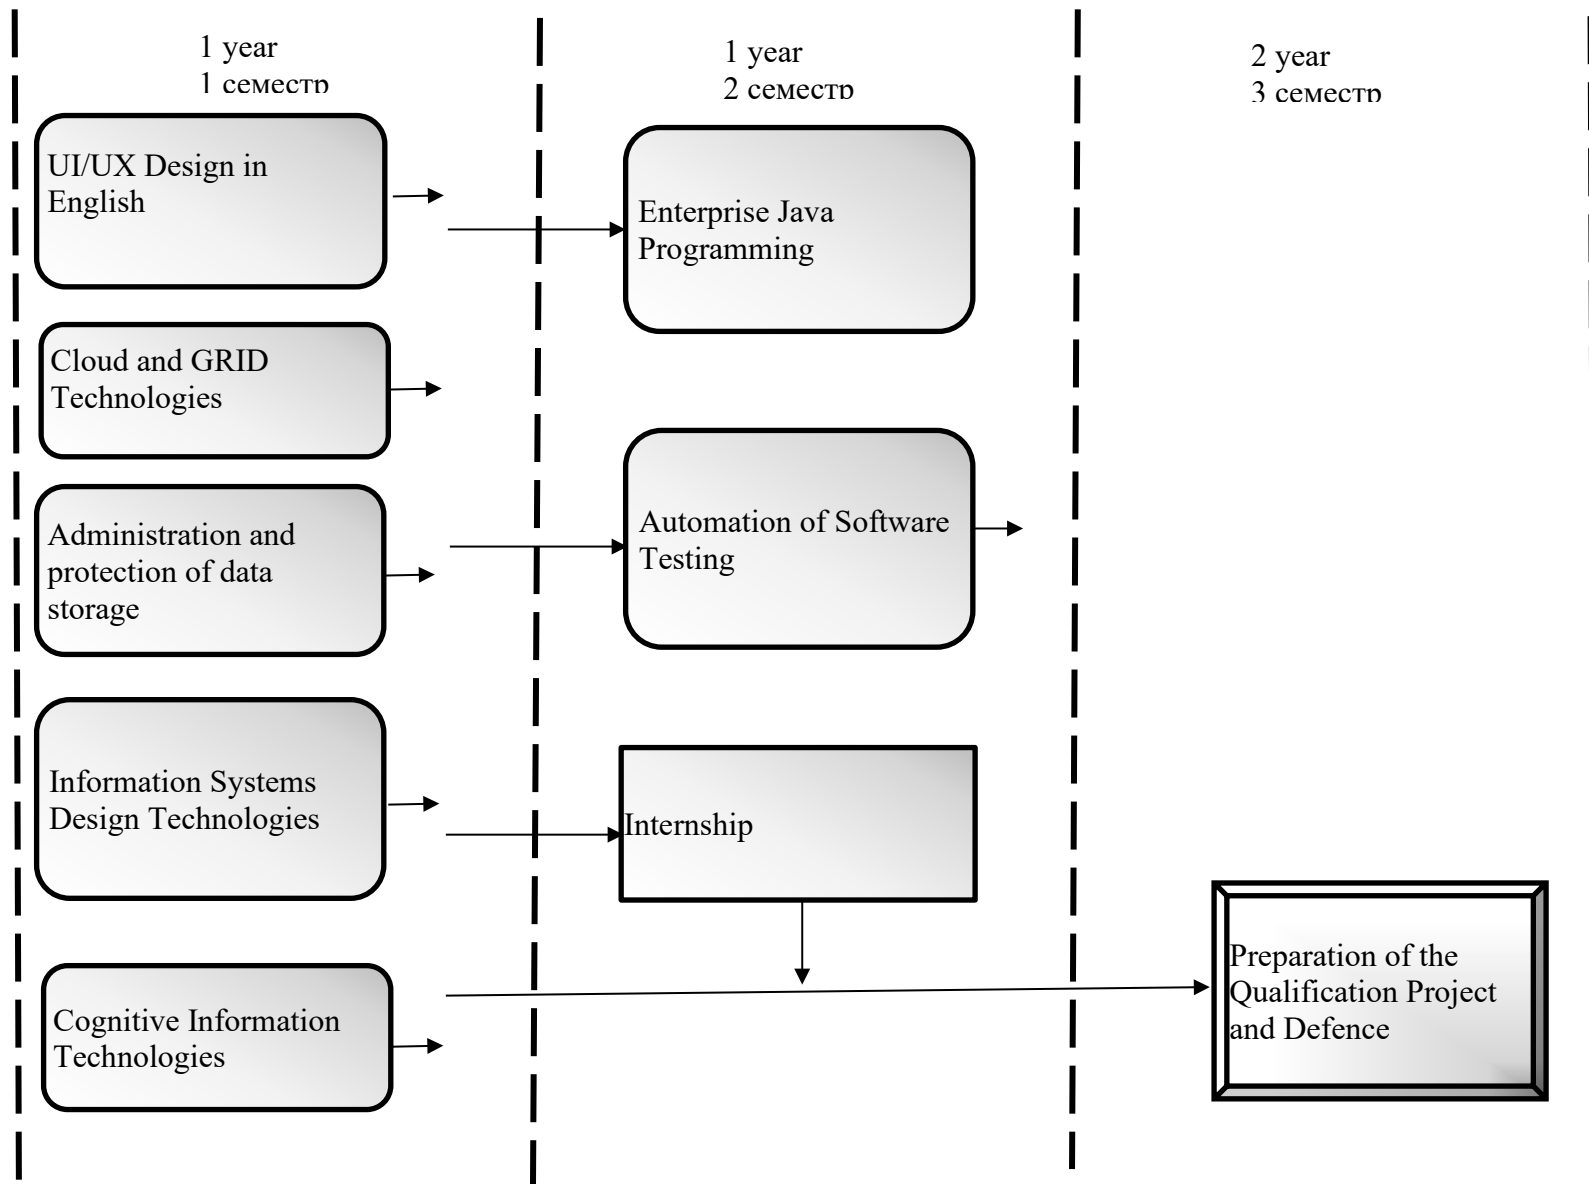 1 year
1 семестр
1 year
2 семестр
2 year
3 семестр
UI/UX Design in
English
Cloud and GRID
Technologies
Administration and
protection of data
storage
Information Systems
Design Technologies
Cognitive Information
Technologies
Enterprise Java
Programming
Automation of Software
Testing
Internship
Preparation of the
Qualification Project
and Defence